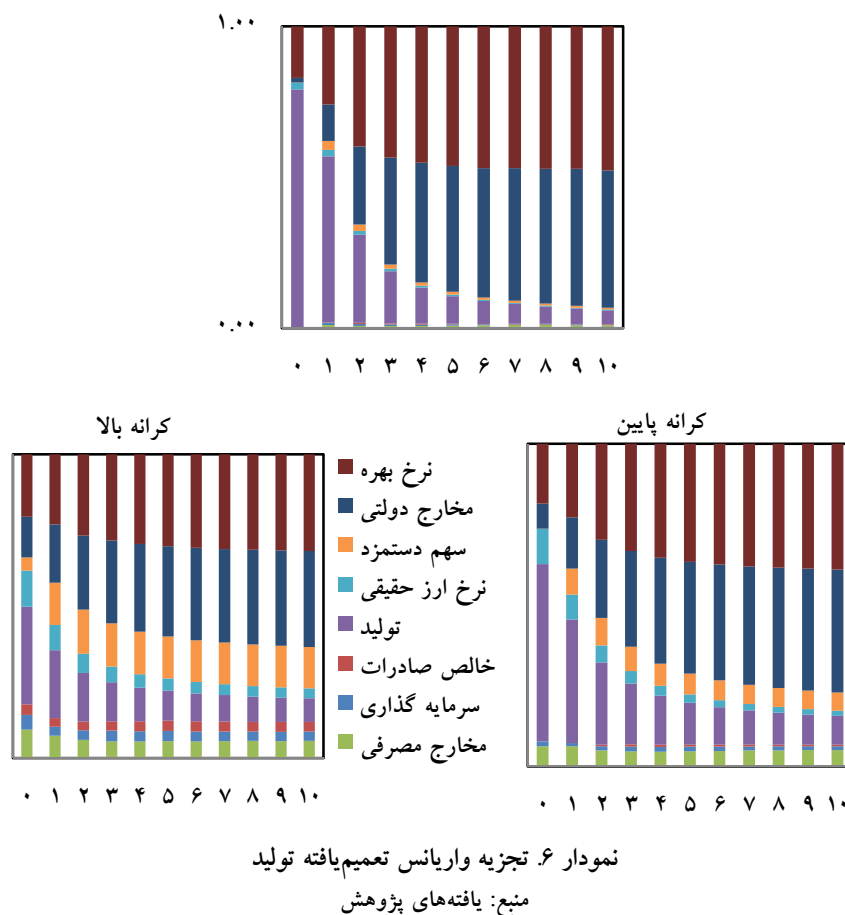 ۱.۰۰
۰.۰۰
۰ ۱ ۲ ۳ ۴ ۵ ۶ ۷ ۸ ۹ ۱۰
کرانه بالا
کرانه پایین
نرخ بهره
مخارج دولتی
سهم دستمزد
نرخ ارز حقیقی
تولید
خالص صادرات
سرمایه گذاری
مخارج مصرفی
۰ ۱ ۲ ۳ ۴ ۵ ۶ ۷ ۸ ۹ ۱۰
۰ ۱ ۲ ۳ ۴ ۵ ۶ ۷ ۸ ۹ ۱۰
نمودار ۶. تجزیه واریانس تعمیم‌یافته تولید
منبع: یافته‌های پژوهش